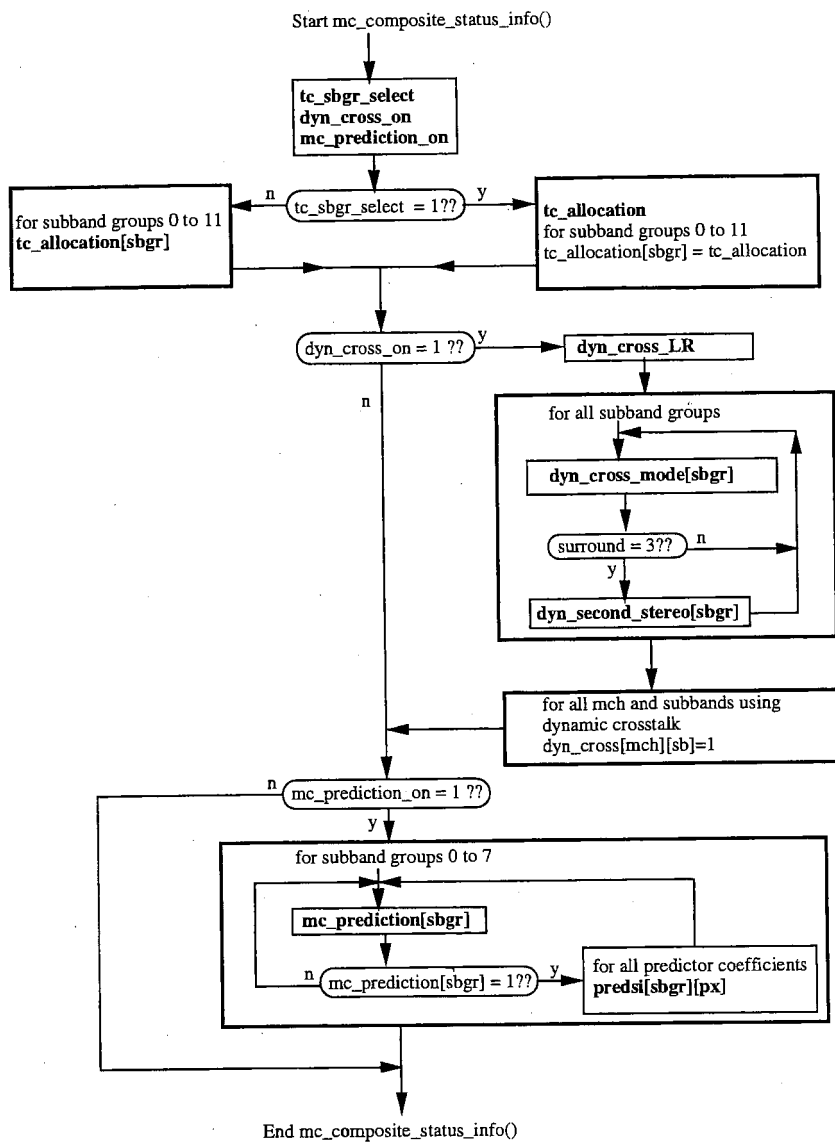 Start mc_composite_status_info()
tc_sbgr_select
dyn_cross_on
mc_prediction_on
n
tc_sbgr_select = 1??
y
for subband groups 0 to 11
tc_allocation[sbgr]
tc_allocation
for subband groups 0 to 11
tc_allocation[sbgr] = tc_allocation
dyn_cross_on = 1 ??
y
dyn_cross_LR
n
for all subband groups
dyn_cross_mode[sbgr]
surround = 3??
n
y
dyn_second_stereo[sbgr]
for all mch and subbands using
dynamic crosstalk
dyn_cross[mch][sb]=1
n
mc_prediction_on = 1 ??
y
for subband groups 0 to 7
mc_prediction[sbgr]
n
mc_prediction[sbgr] = 1??
y
for all predictor coefficients
predsi[sbgr]{px]
End mc_composite_status_info()